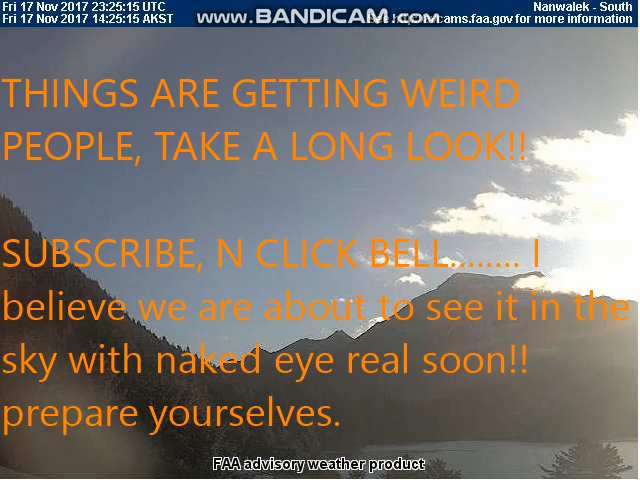 Fri 17 Nov 2017 23:25:15 UTC
Nanwalek - South
Fri 17 Nov 2017 14:25:15 AKST
WWW.BANDICAM.COM
cams.faa.gov for more information
THINGS ARE GETTING WEIRD
PEOPLE, TAKE A LONG LOOK!!
SUBSCRIBE, N CLICK BELL........ I
believe we are about to see it in the
sky with naked eye real soon!!
prepare yourselves.
FAA advisory weather product